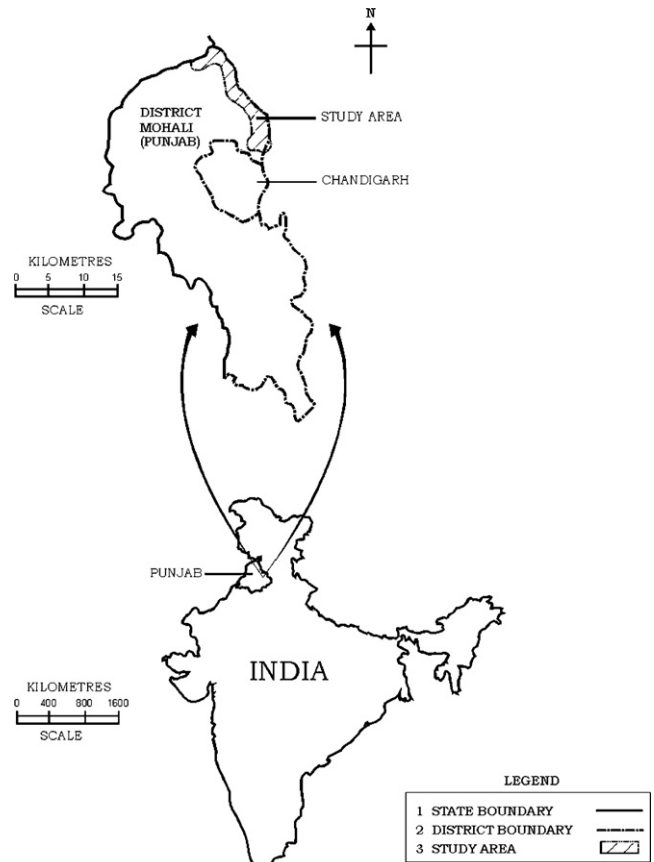 N
DISTRICT
MOHALI
(PUNJAB)
STUDY AREA
CHANDIGARH
KILOMETRES
0 5 10 15
SCALE
PUNJAB
INDIA
KILOMETRES
0 400 800 1600
SCALE
LEGEND
1 STATE BOUNDARY
2 DISTRICT BOUNDARY
3 STUDY AREA